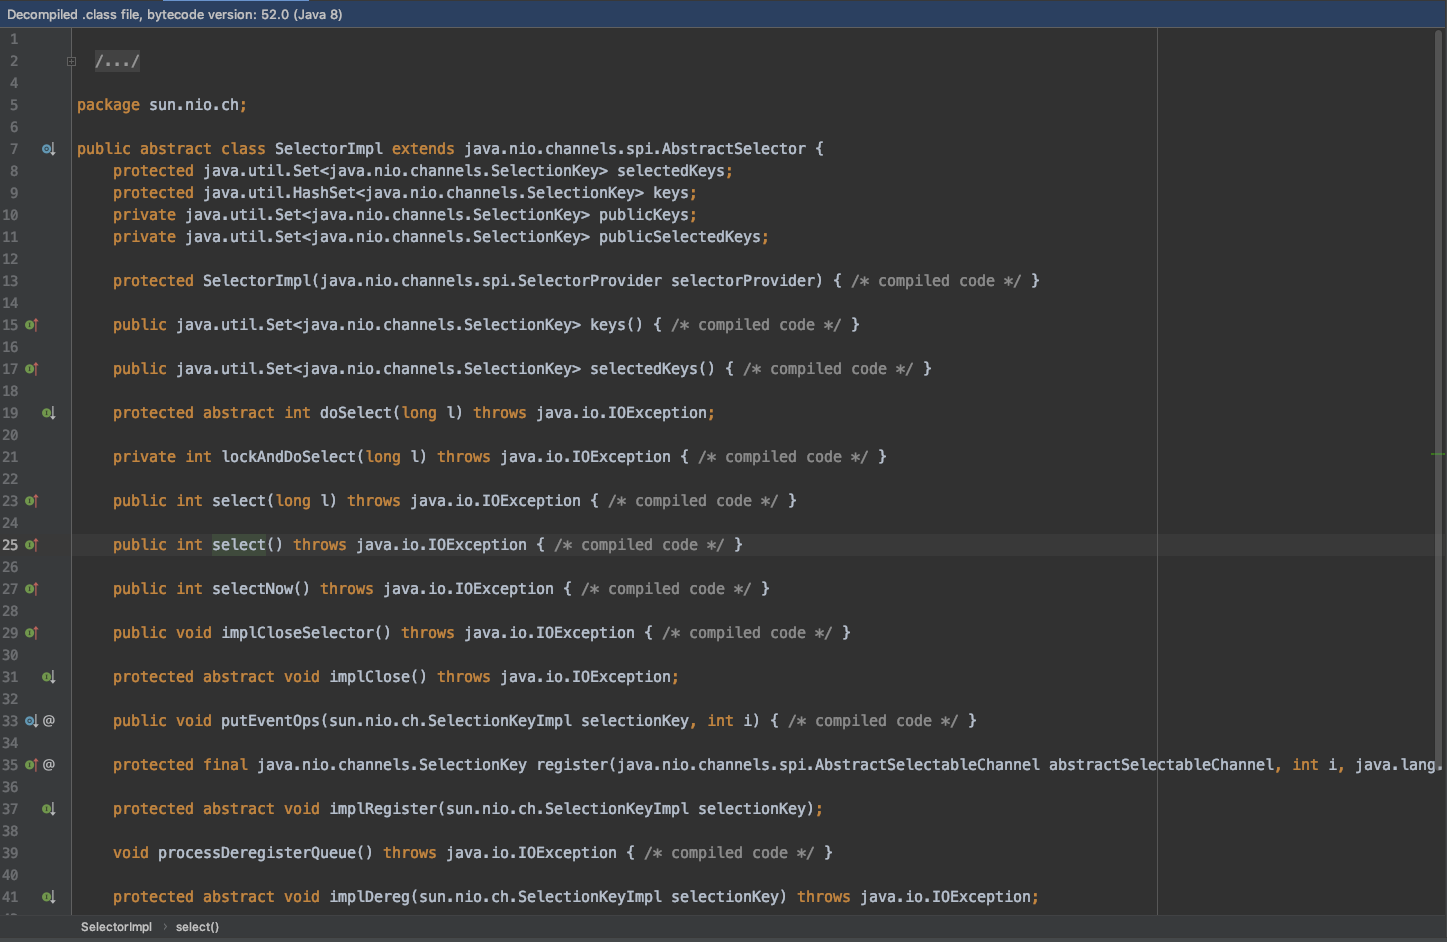 Decompiled .class file, bytecode version: 52.0 (Java 8)
1
2 /.../
4
5 package sun.nio.ch;
6
7 public abstract class SelectorImpl extends java.nio.channels.spi.AbstractSelector {
8 protected java.util.Set<java.nio.channels.SelectionKey> selectedKeys;
9 protected java.util.HashSet<java.nio.channels.SelectionKey> keys;
10 private java.util.Set<java.nio.channels.SelectionKey> publicKeys;
11 private java.util.Set<java.nio.channels.SelectionKey> publicSelectedKeys;
12
13 protected SelectorImpl(java.nio.channels.spi.SelectorProvider selectorProvider) { /* compiled code */ }
14
15 public java.util.Set<java.nio.channels.SelectionKey> keys() { /* compiled code */ }
16
17 public java.util.Set<java.nio.channels.SelectionKey> selectedKeys() { /* compiled code */ }
18
19 protected abstract int doSelect(long l) throws java.io.IOException;
20
21 private int lockAndDoSelect(long l) throws java.io.IOException { /* compiled code */ }
22
23 public int select(long l) throws java.io.IOException { /* compiled code */ }
24
25 public int select() throws java.io.IOException { /* compiled code */ }
26
27 public int selectNow() throws java.io.IOException { /* compiled code */ }
28
29 public void implCloseSelector() throws java.io.IOException { /* compiled code */ }
30
31 protected abstract void implClose() throws java.io.IOException;
32
33 @ public void putEventOps(sun.nio.ch.SelectionKeyImpl selectionKey, int i) { /* compiled code */ }
34
35 @ protected final java.nio.channels.SelectionKey register(java.nio.channels.spi.AbstractSelectableChannel abstractSelectableChannel, int i, java.lang.
36
37 protected abstract void implRegister(sun.nio.ch.SelectionKeyImpl selectionKey);
38
39 void processDeregisterQueue() throws java.io.IOException { /* compiled code */ }
40
41 protected abstract void implDereg(sun.nio.ch.SelectionKeyImpl selectionKey) throws java.io.IOException;
SelectorImpl › select()